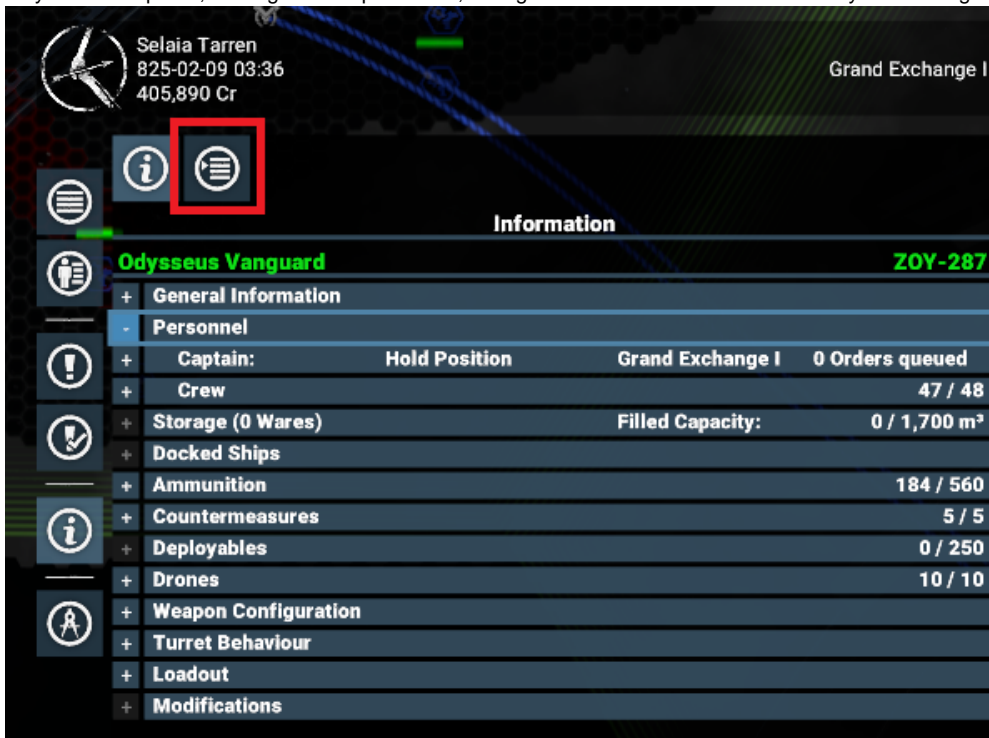 Selaia Tarren
825-02-09 03:36
405,890 Cr
Grand Exchange I
Information
Odysseus Vanguard ZOY-287
+ General Information
- Personnel
+ Captain: Hold Position Grand Exchange I 0 Orders queued
+ Crew 47 / 48
+ Storage (0 Wares) Filled Capacity: 0 / 1,700 m³
+ Docked Ships
+ Ammunition 184 / 560
+ Countermeasures 5 / 5
+ Deployables 0 / 250
+ Drones 10 / 10
+ Weapon Configuration
+ Turret Behaviour
+ Loadout
+ Modifications